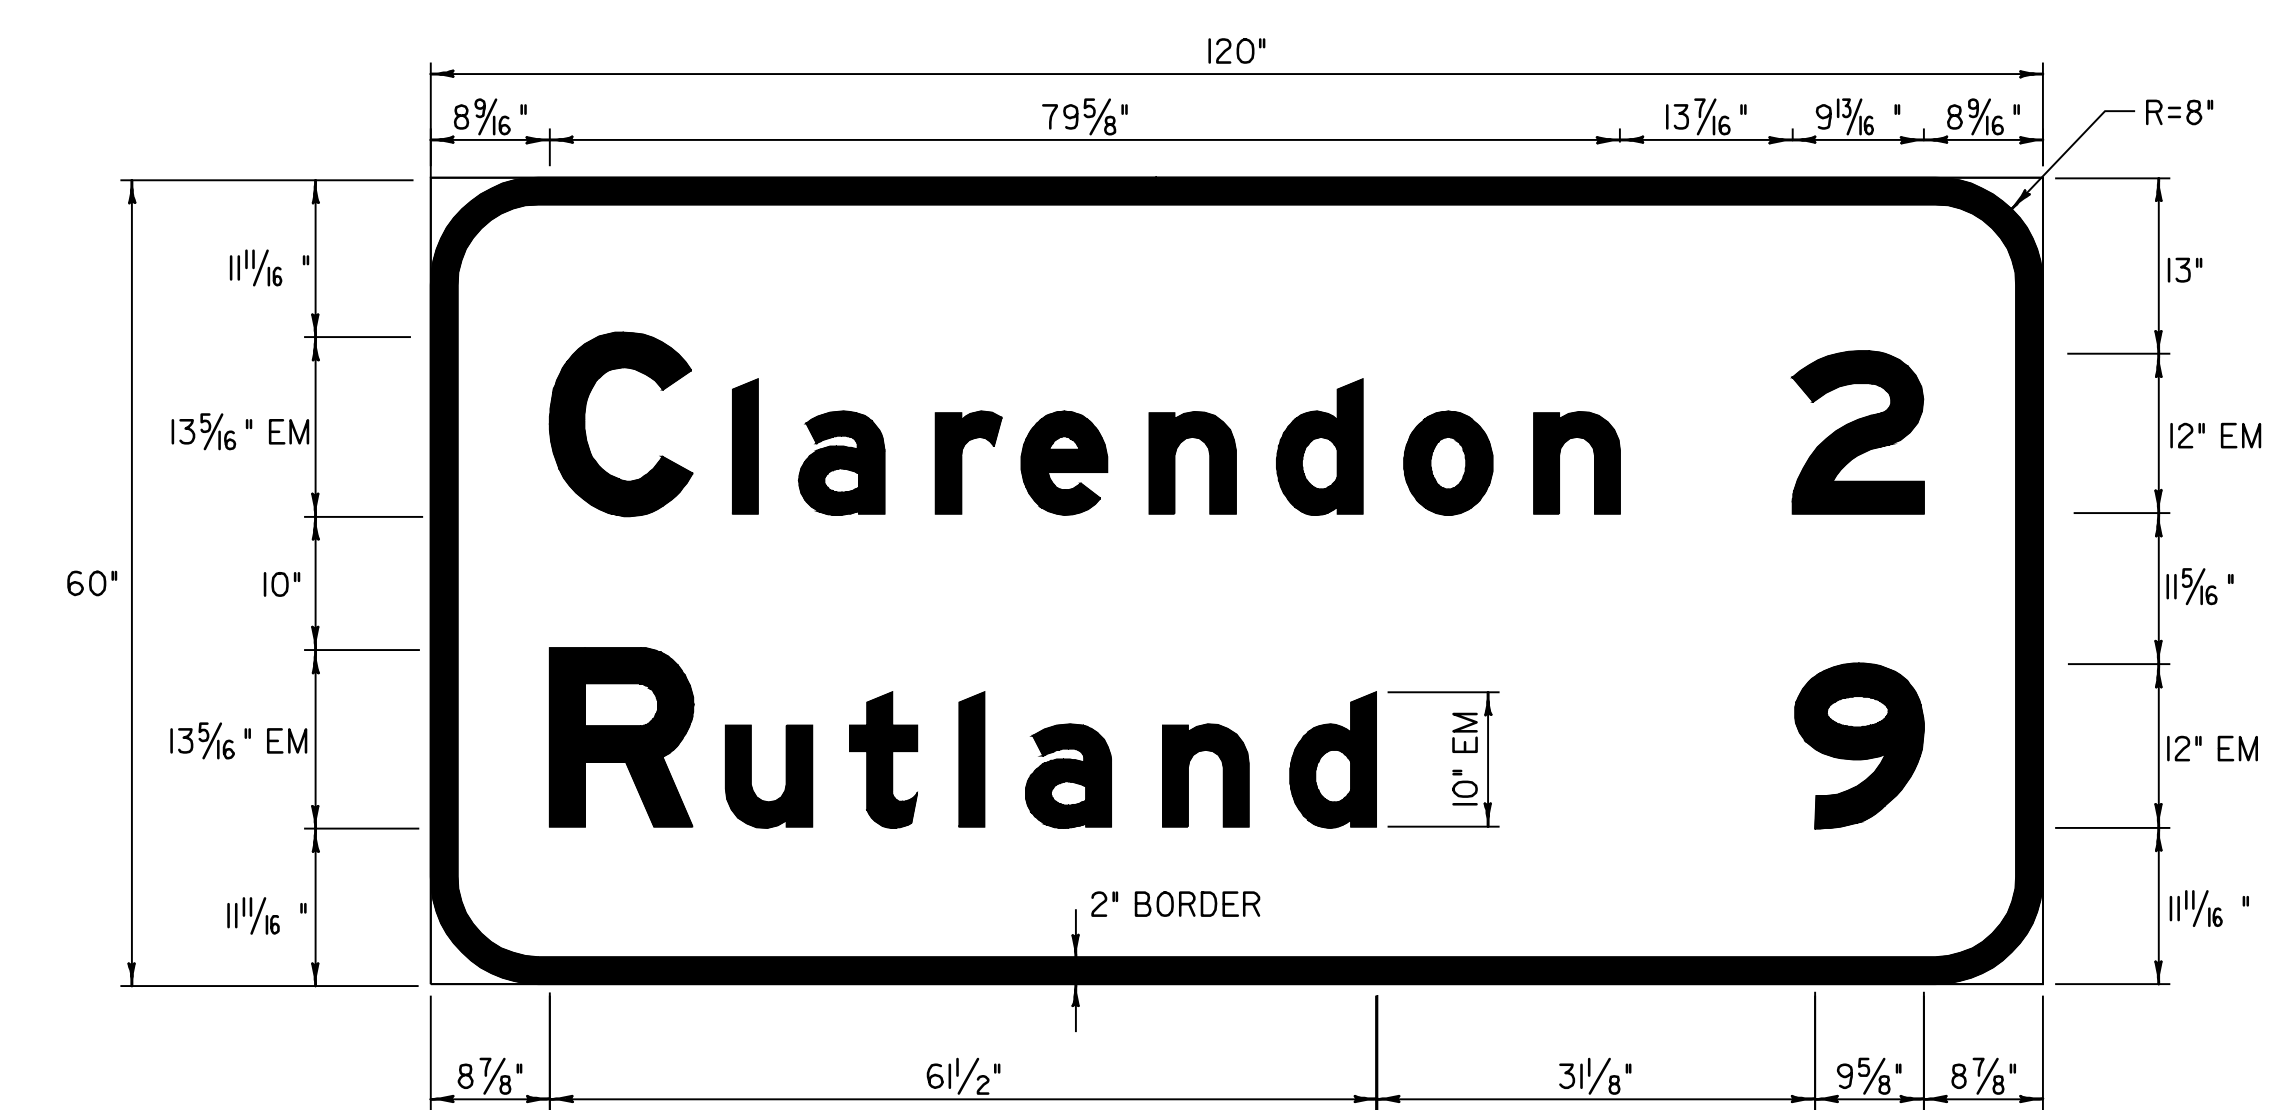 120"
8 9/16" 79 5/8" 13 7/16" 9 13/16" 8 9/16" R=8"
11 11/16" 13"
13 5/16" EM 12" EM
Clarendon 2
60" 10" 11 5/16"
Rutland 9
13 5/16" EM 10" EM 12" EM
11 11/16" 2" BORDER 11 11/16"
8 7/8" 61 1/2" 31 1/8" 9 5/8" 8 7/8"